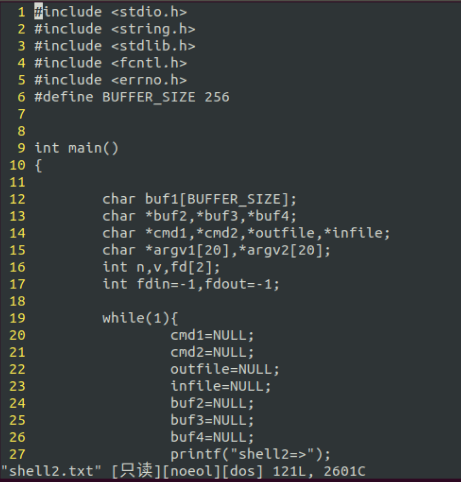 1 #include <stdio.h>
2 #include <string.h>
3 #include <stdlib.h>
4 #include <fcntl.h>
5 #include <errno.h>
6 #define BUFFER_SIZE 256
7
8
9 int main()
10 {
11
12         char buf1[BUFFER_SIZE];
13         char *buf2,*buf3,*buf4;
14         char *cmd1,*cmd2,*outfile,*infile;
15         char *argv1[20],*argv2[20];
16         int n,v,fd[2];
17         int fdin=-1,fdout=-1;
18
19         while(1){
20                 cmd1=NULL;
21                 cmd2=NULL;
22                 outfile=NULL;
23                 infile=NULL;
24                 buf2=NULL;
25                 buf3=NULL;
26                 buf4=NULL;
27                 printf("shell2=>");
"shell2.txt" [只读][noeol][dos] 121L, 2601C